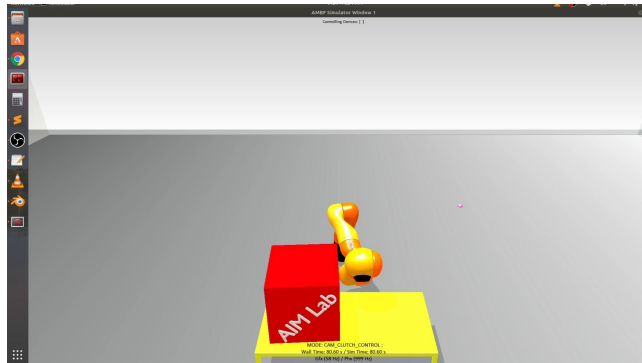 AMBF Simulator Window 1
Controlling Devices: [ ]
AIM Lab
MODE: CAM_CLUTCH_CONTROL :
Wall Time: 80.60 s / Sim Time: 80.60 s
Gfx (58 Hz) / Phx (999 Hz)